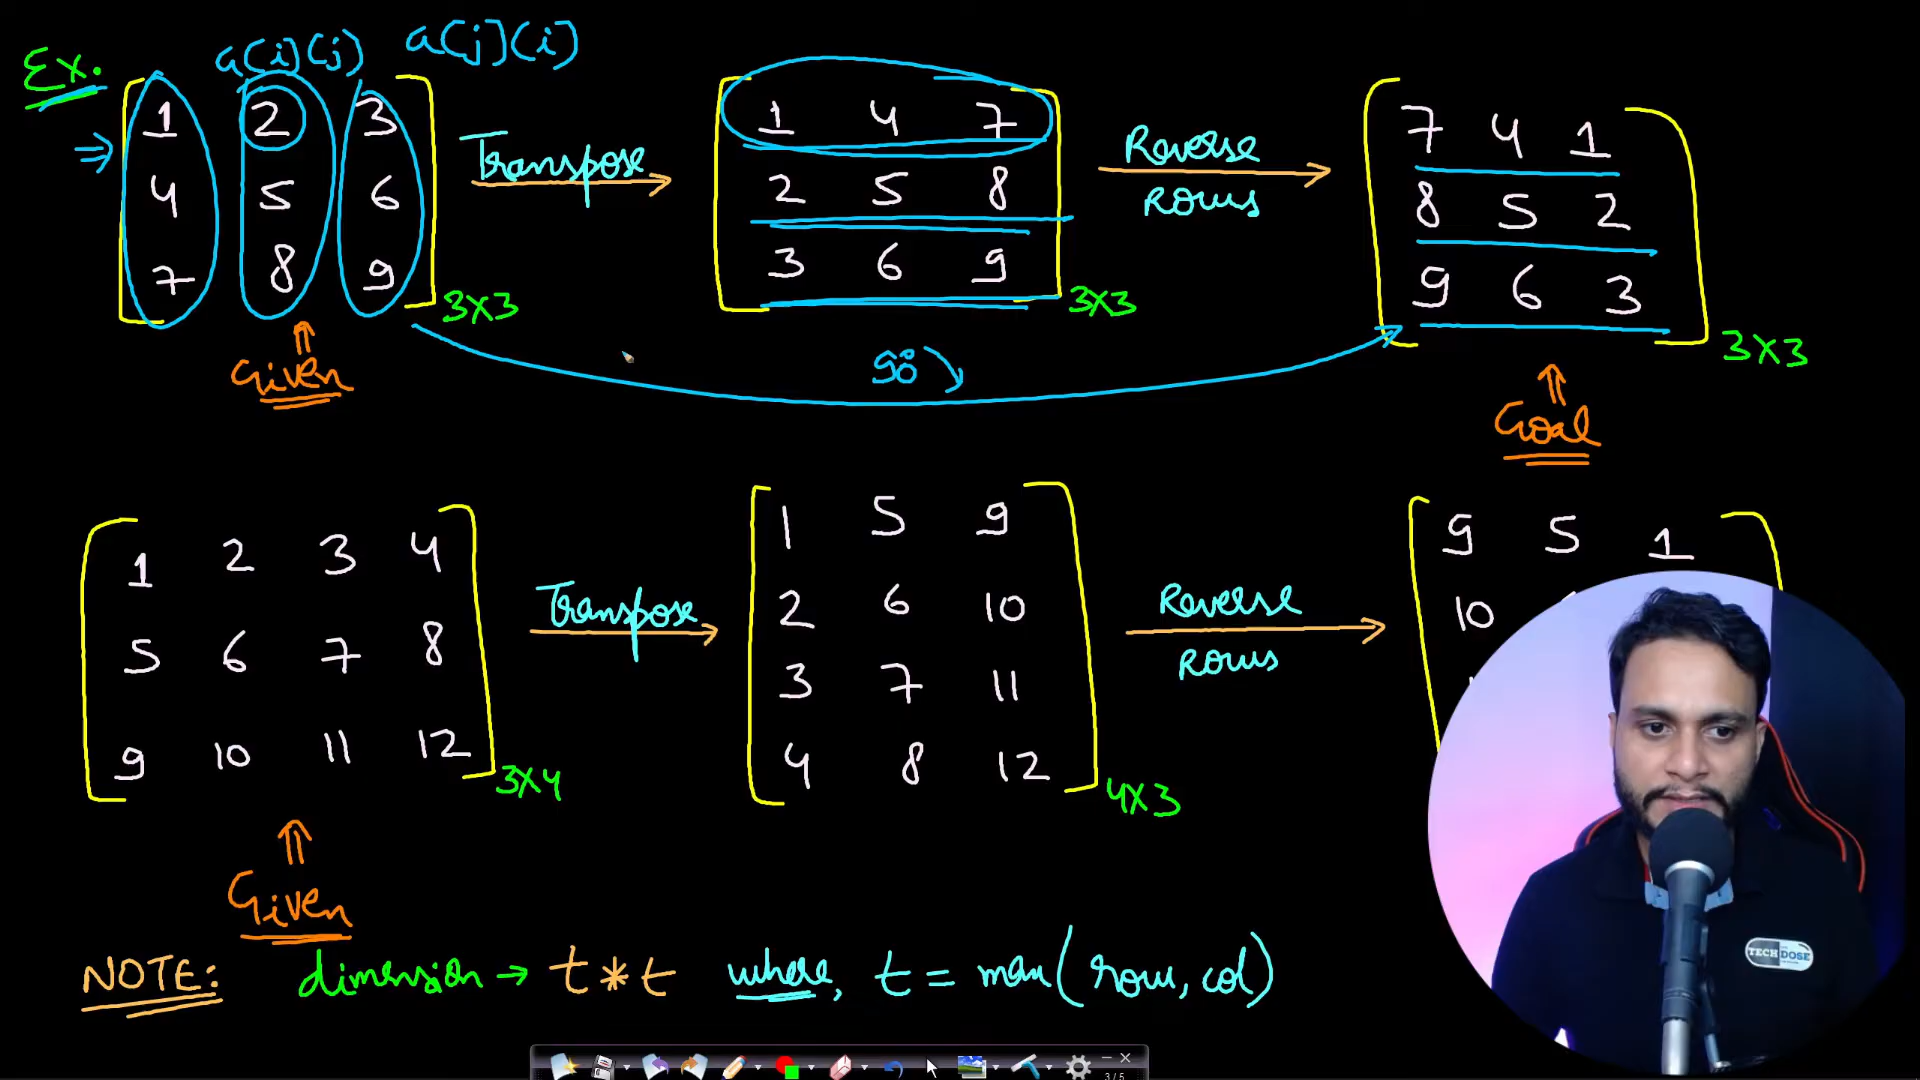 Ex.
a(i)(j) a(j)(i)
1 2 3
4 5 6
7 8 9
3x3
Given
Transpose
1 4 7
2 5 8
3 6 9
3x3
Reverse
rows
7 4 1
8 5 2
9 6 3
3x3
Goal
90°
1 2 3 4
5 6 7 8
9 10 11 12
3x4
Given
Transpose
1 5 9
2 6 10
3 7 11
4 8 12
4x3
Reverse
rows
9 5 1
10
NOTE: dimension → t * t where, t = max(row, col)
TECH DOSE
3/5